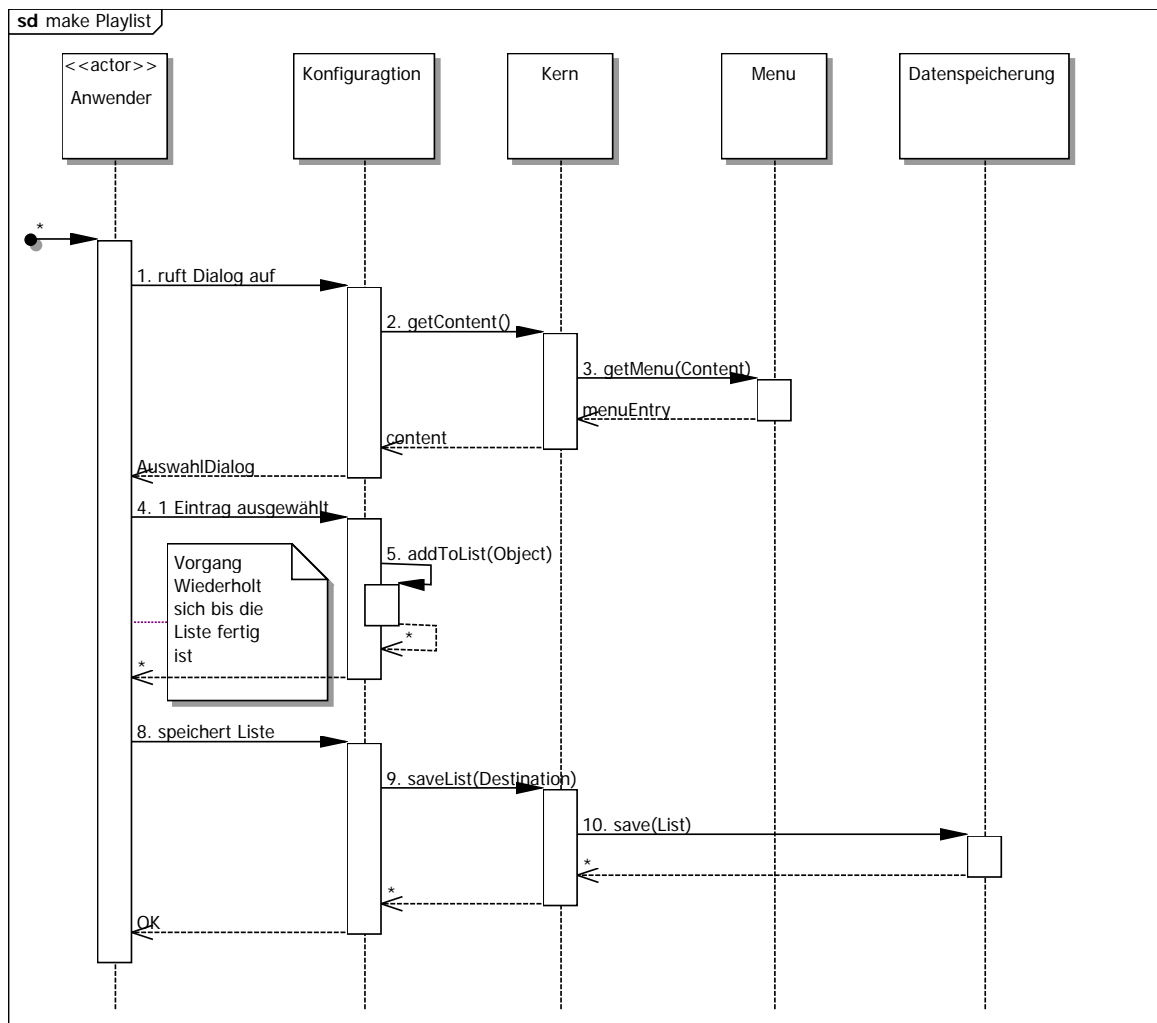 sd make Playlist
<<actor>>
Anwender
Konfiguragtion
Kern
Menu
Datenspeicherung
*
1. ruft Dialog auf
2. getContent()
3. getMenu(Content)
menuEntry
content
AuswahlDialog
4. 1 Eintrag ausgewählt
5. addToList(Object)
Vorgang
Wiederholt
sich bis die
Liste fertig
ist
*
*
8. speichert Liste
9. saveList(Destination)
10. save(List)
*
*
OK